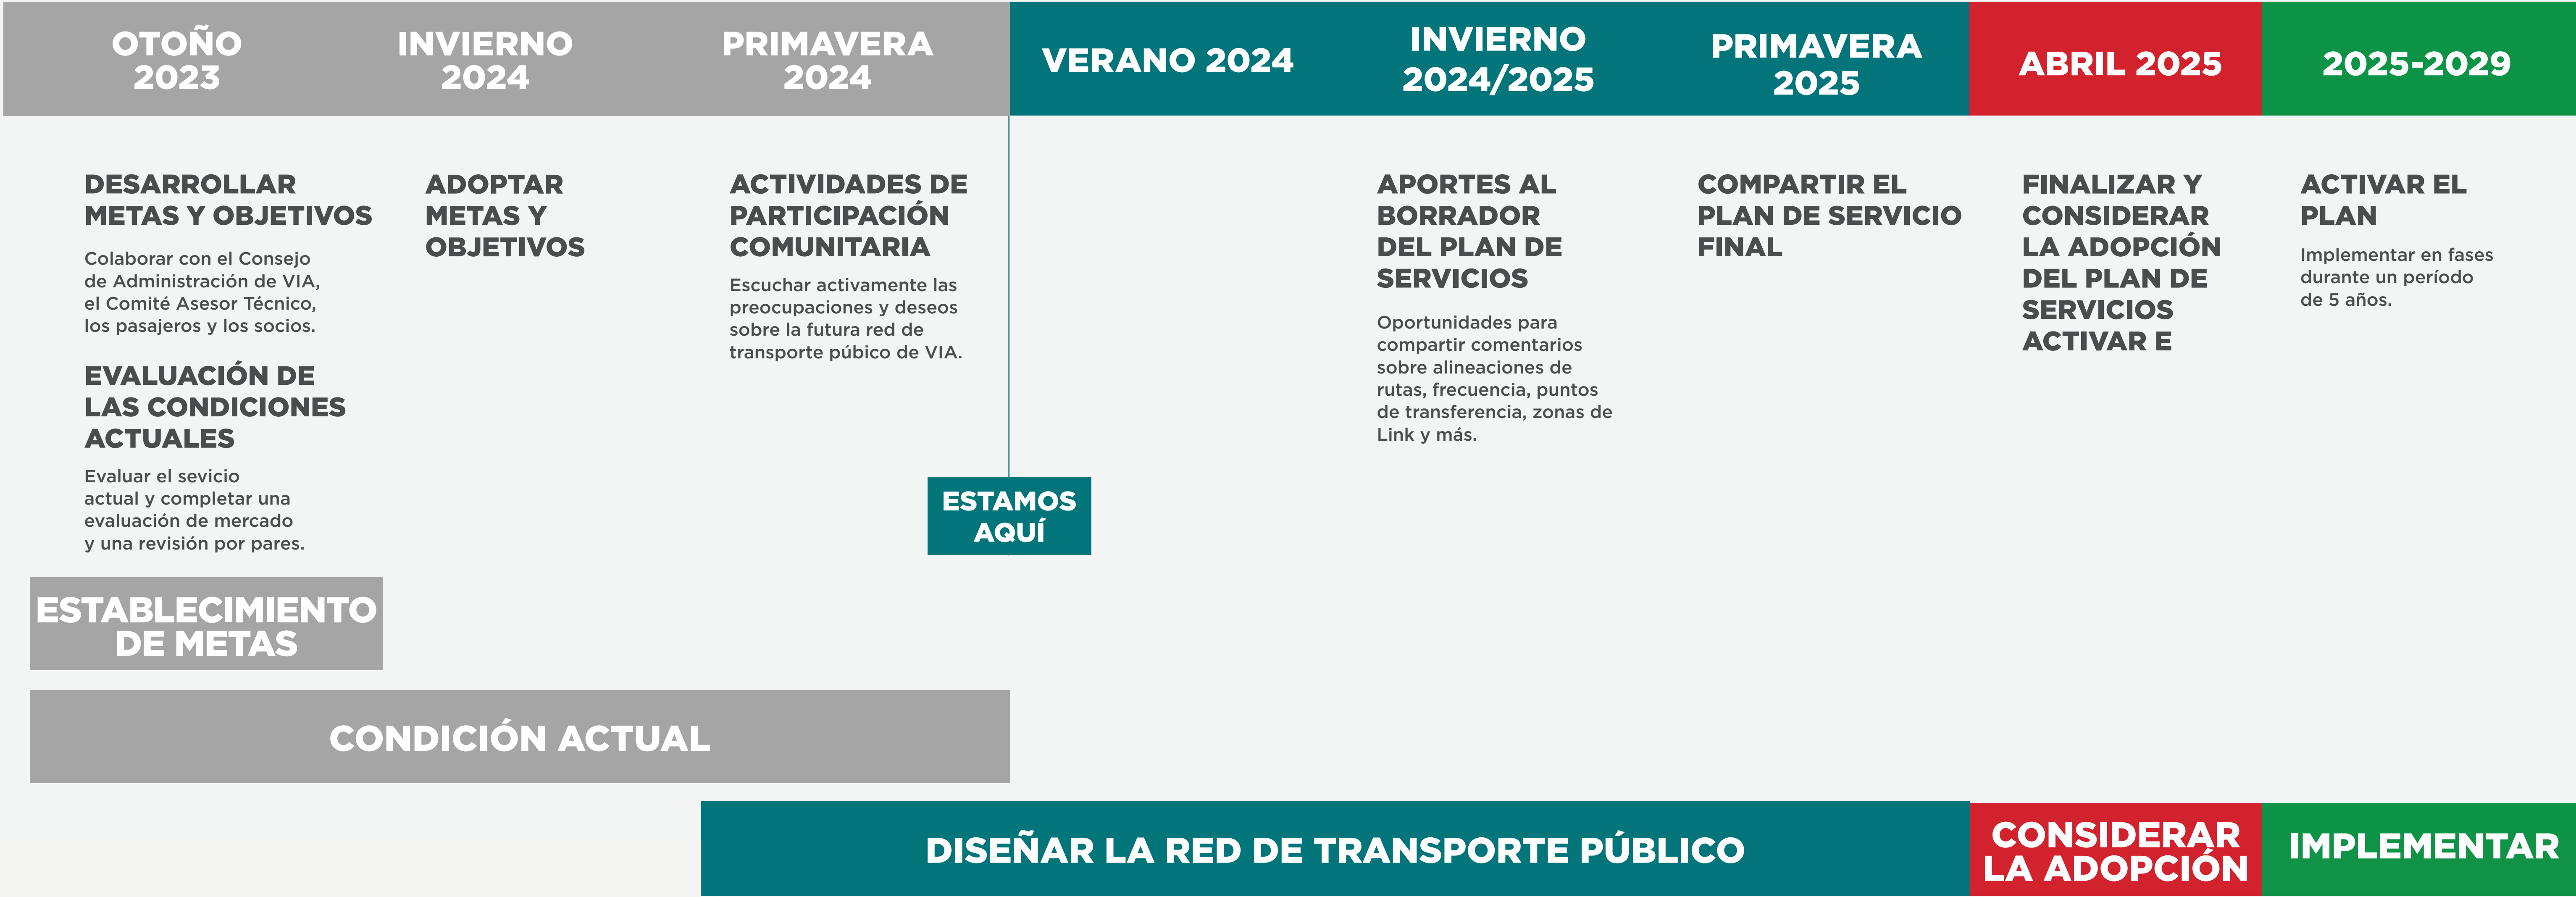 OTOÑO
2023
INVIERNO
2024
PRIMAVERA
2024
VERANO 2024
INVIERNO
2024/2025
PRIMAVERA
2025
ABRIL 2025
2025-2029
DESARROLLAR
METAS Y OBJETIVOS
Colaborar con el Consejo
de Administración de VIA,
el Comité Asesor Técnico,
los pasajeros y los socios.
EVALUACIÓN DE
LAS CONDICIONES
ACTUALES
Evaluar el sevicio
actual y completar una
evaluación de mercado
y una revisión por pares.
ADOPTAR
METAS Y
OBJETIVOS
ACTIVIDADES DE
PARTICIPACIÓN
COMUNITARIA
Escuchar activamente las
preocupaciones y deseos
sobre la futura red de
transporte púbico de VIA.
ESTAMOS
AQUÍ
APORTES AL
BORRADOR
DEL PLAN DE
SERVICIOS
Oportunidades para
compartir comentarios
sobre alineaciones de
rutas, frecuencia, puntos
de transferencia, zonas de
Link y más.
COMPARTIR EL
PLAN DE SERVICIO
FINAL
FINALIZAR Y
CONSIDERAR
LA ADOPCIÓN
DEL PLAN DE
SERVICIOS
ACTIVAR E
ACTIVAR EL
PLAN
Implementar en fases
durante un período
de 5 años.
ESTABLECIMIENTO
DE METAS
CONDICIÓN ACTUAL
DISEÑAR LA RED DE TRANSPORTE PÚBLICO
CONSIDERAR
LA ADOPCIÓN
IMPLEMENTAR